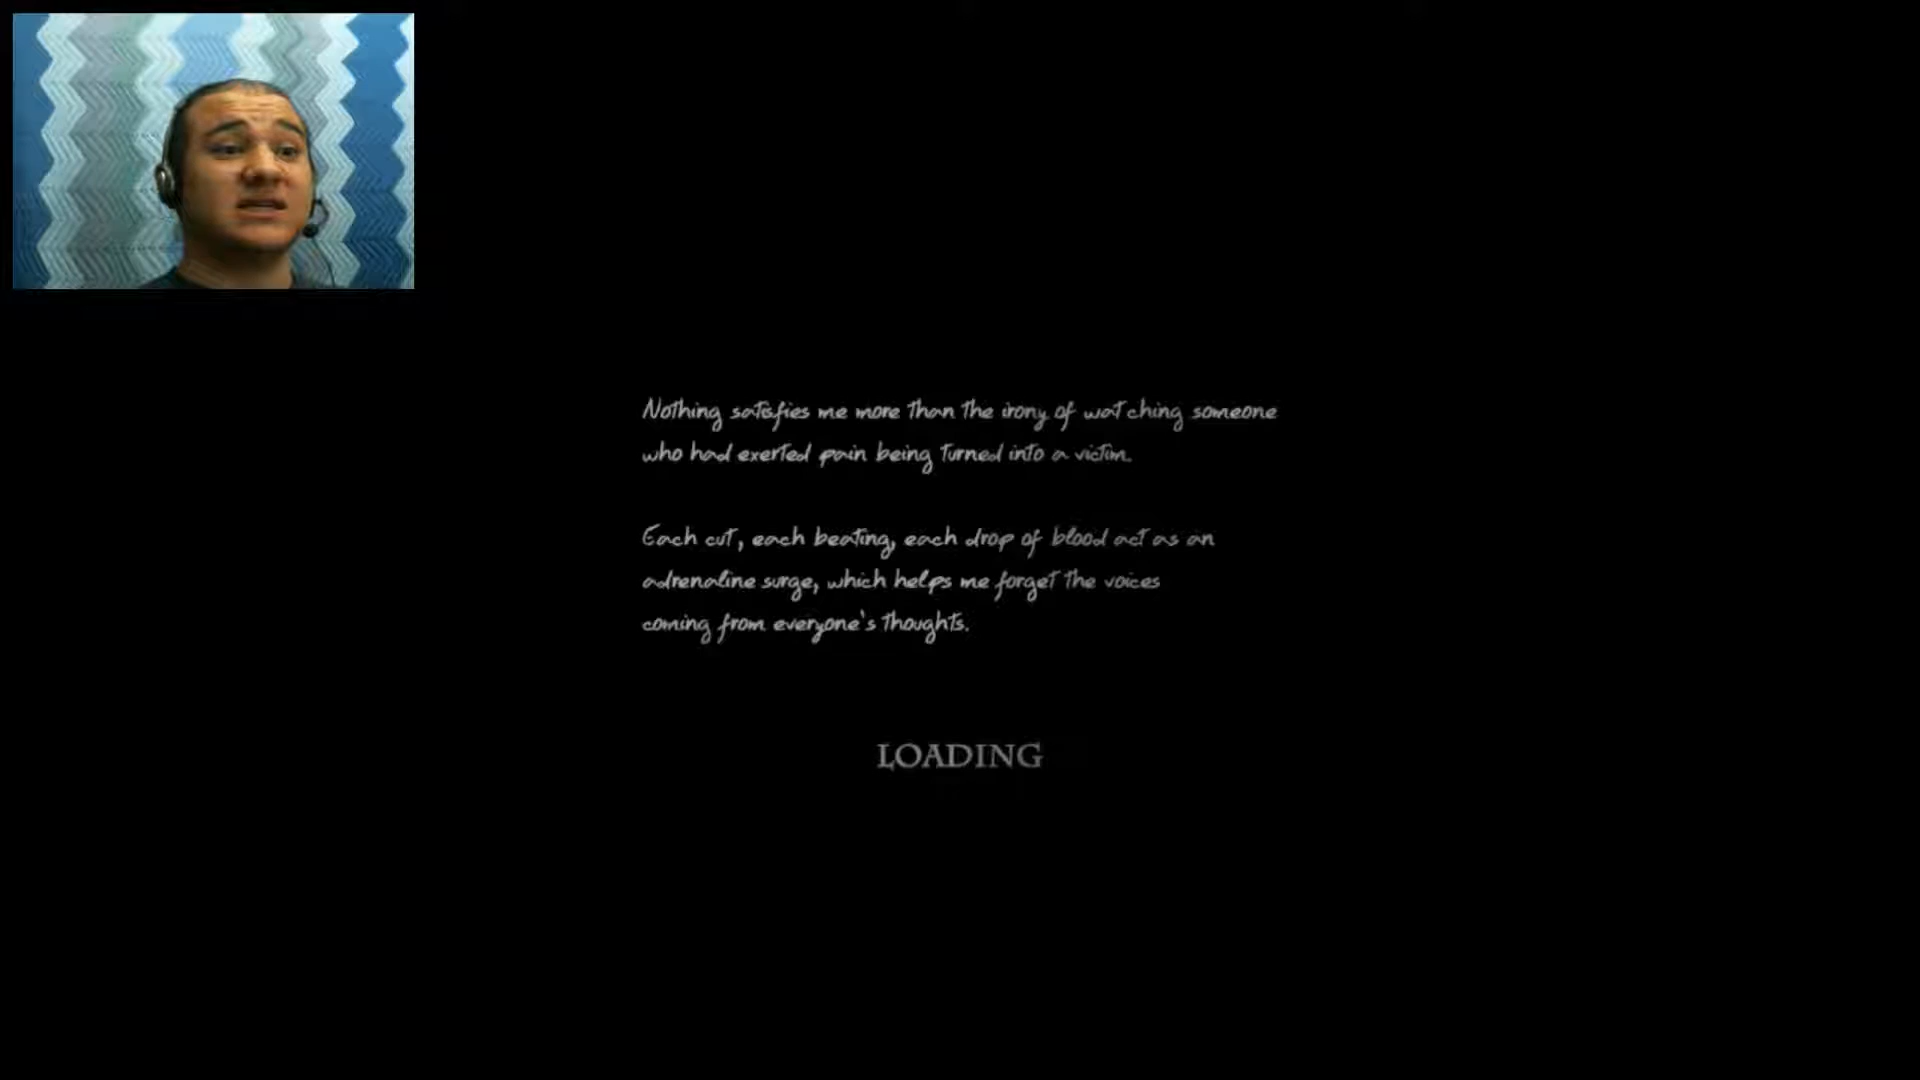 Nothing satisfies me more than the irony of watching someone
who had exerted pain being turned into a victim.
Each cut, each beating, each drop of blood act as an
adrenaline surge, which helps me forget the voices
coming from everyone's thoughts.
LOADING